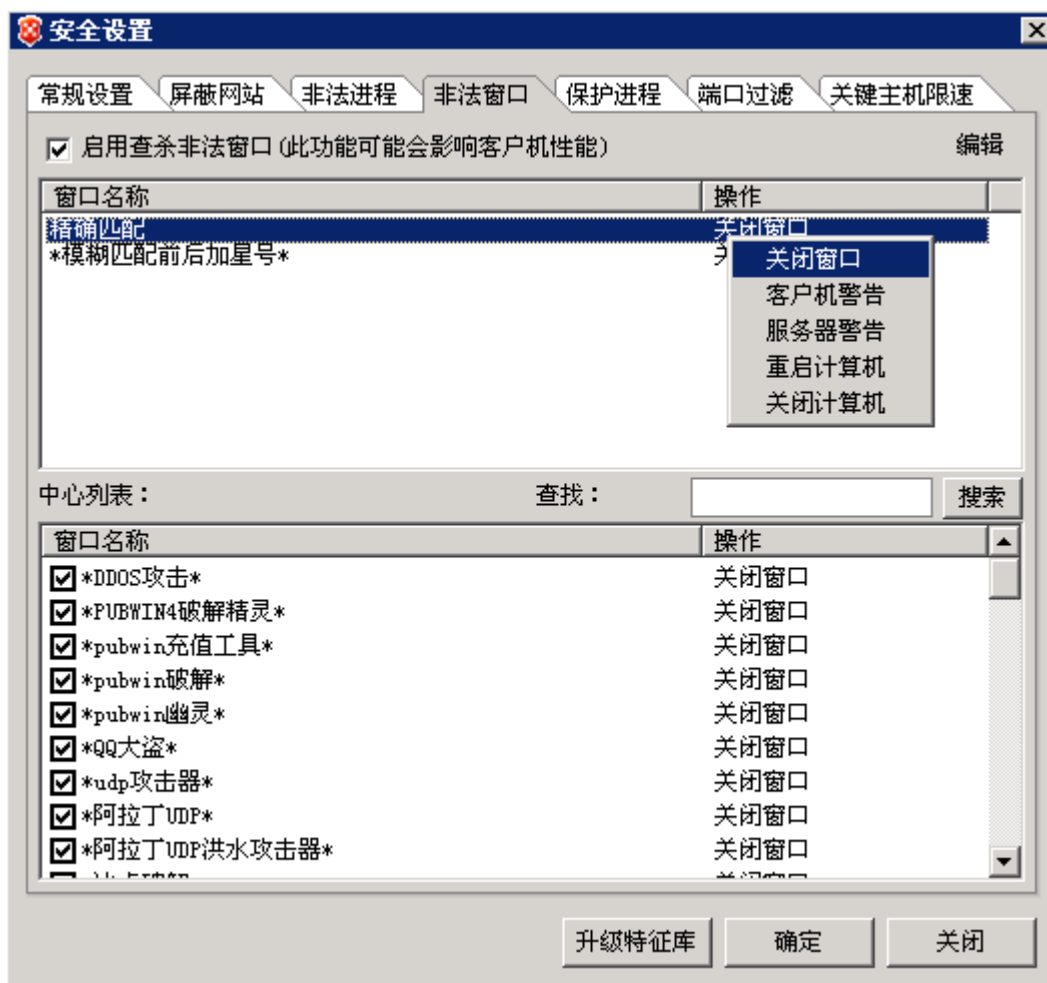 安全设置
常规设置 屏蔽网站 非法进程 非法窗口 保护进程 端口过滤 关键主机限速
启用查杀非法窗口(此功能可能会影响客户机性能) 编辑
窗口名称 操作
精确匹配 关闭窗口
*模糊匹配前后加星号*
关闭窗口
客户机警告
服务器警告
重启计算机
关闭计算机
中心列表： 查找： 搜索
窗口名称 操作
*DDOS攻击* 关闭窗口
*PUBWIN4破解精灵* 关闭窗口
*pubwin充值工具* 关闭窗口
*pubwin破解* 关闭窗口
*pubwin幽灵* 关闭窗口
*QQ大盗* 关闭窗口
*udp攻击器* 关闭窗口
*阿拉丁UDP* 关闭窗口
*阿拉丁UDP洪水攻击器* 关闭窗口
升级特征库 确定 关闭